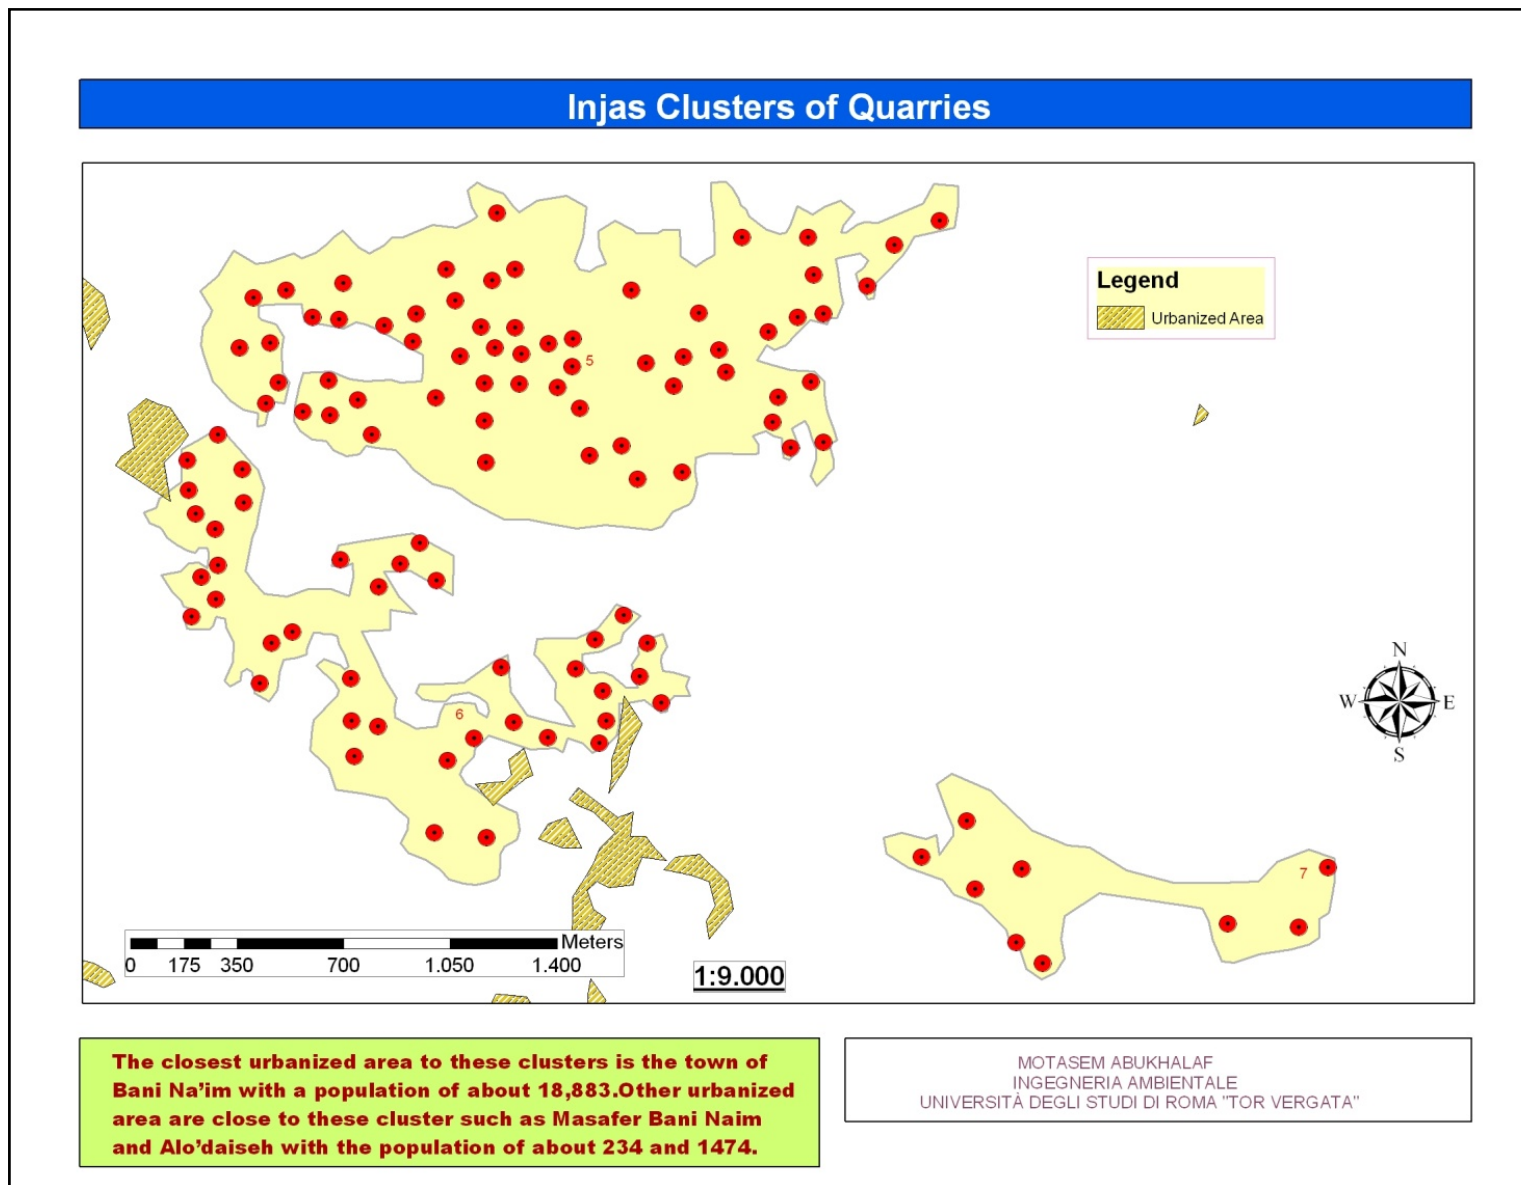 Injas Clusters of Quarries
Legend
Urbanized Area
5
N
W
E
S
6
7
Meters
0 175 350 700 1.050 1.400
1:9.000
The closest urbanized area to these clusters is the town of
Bani Na'im with a population of about 18,883.Other urbanized
area are close to these cluster such as Masafer Bani Naim
and Alo'daiseh with the population of about 234 and 1474.
MOTASEM ABUKHALAF
INGEGNERIA AMBIENTALE
UNIVERSITÀ DEGLI STUDI DI ROMA "TOR VERGATA"